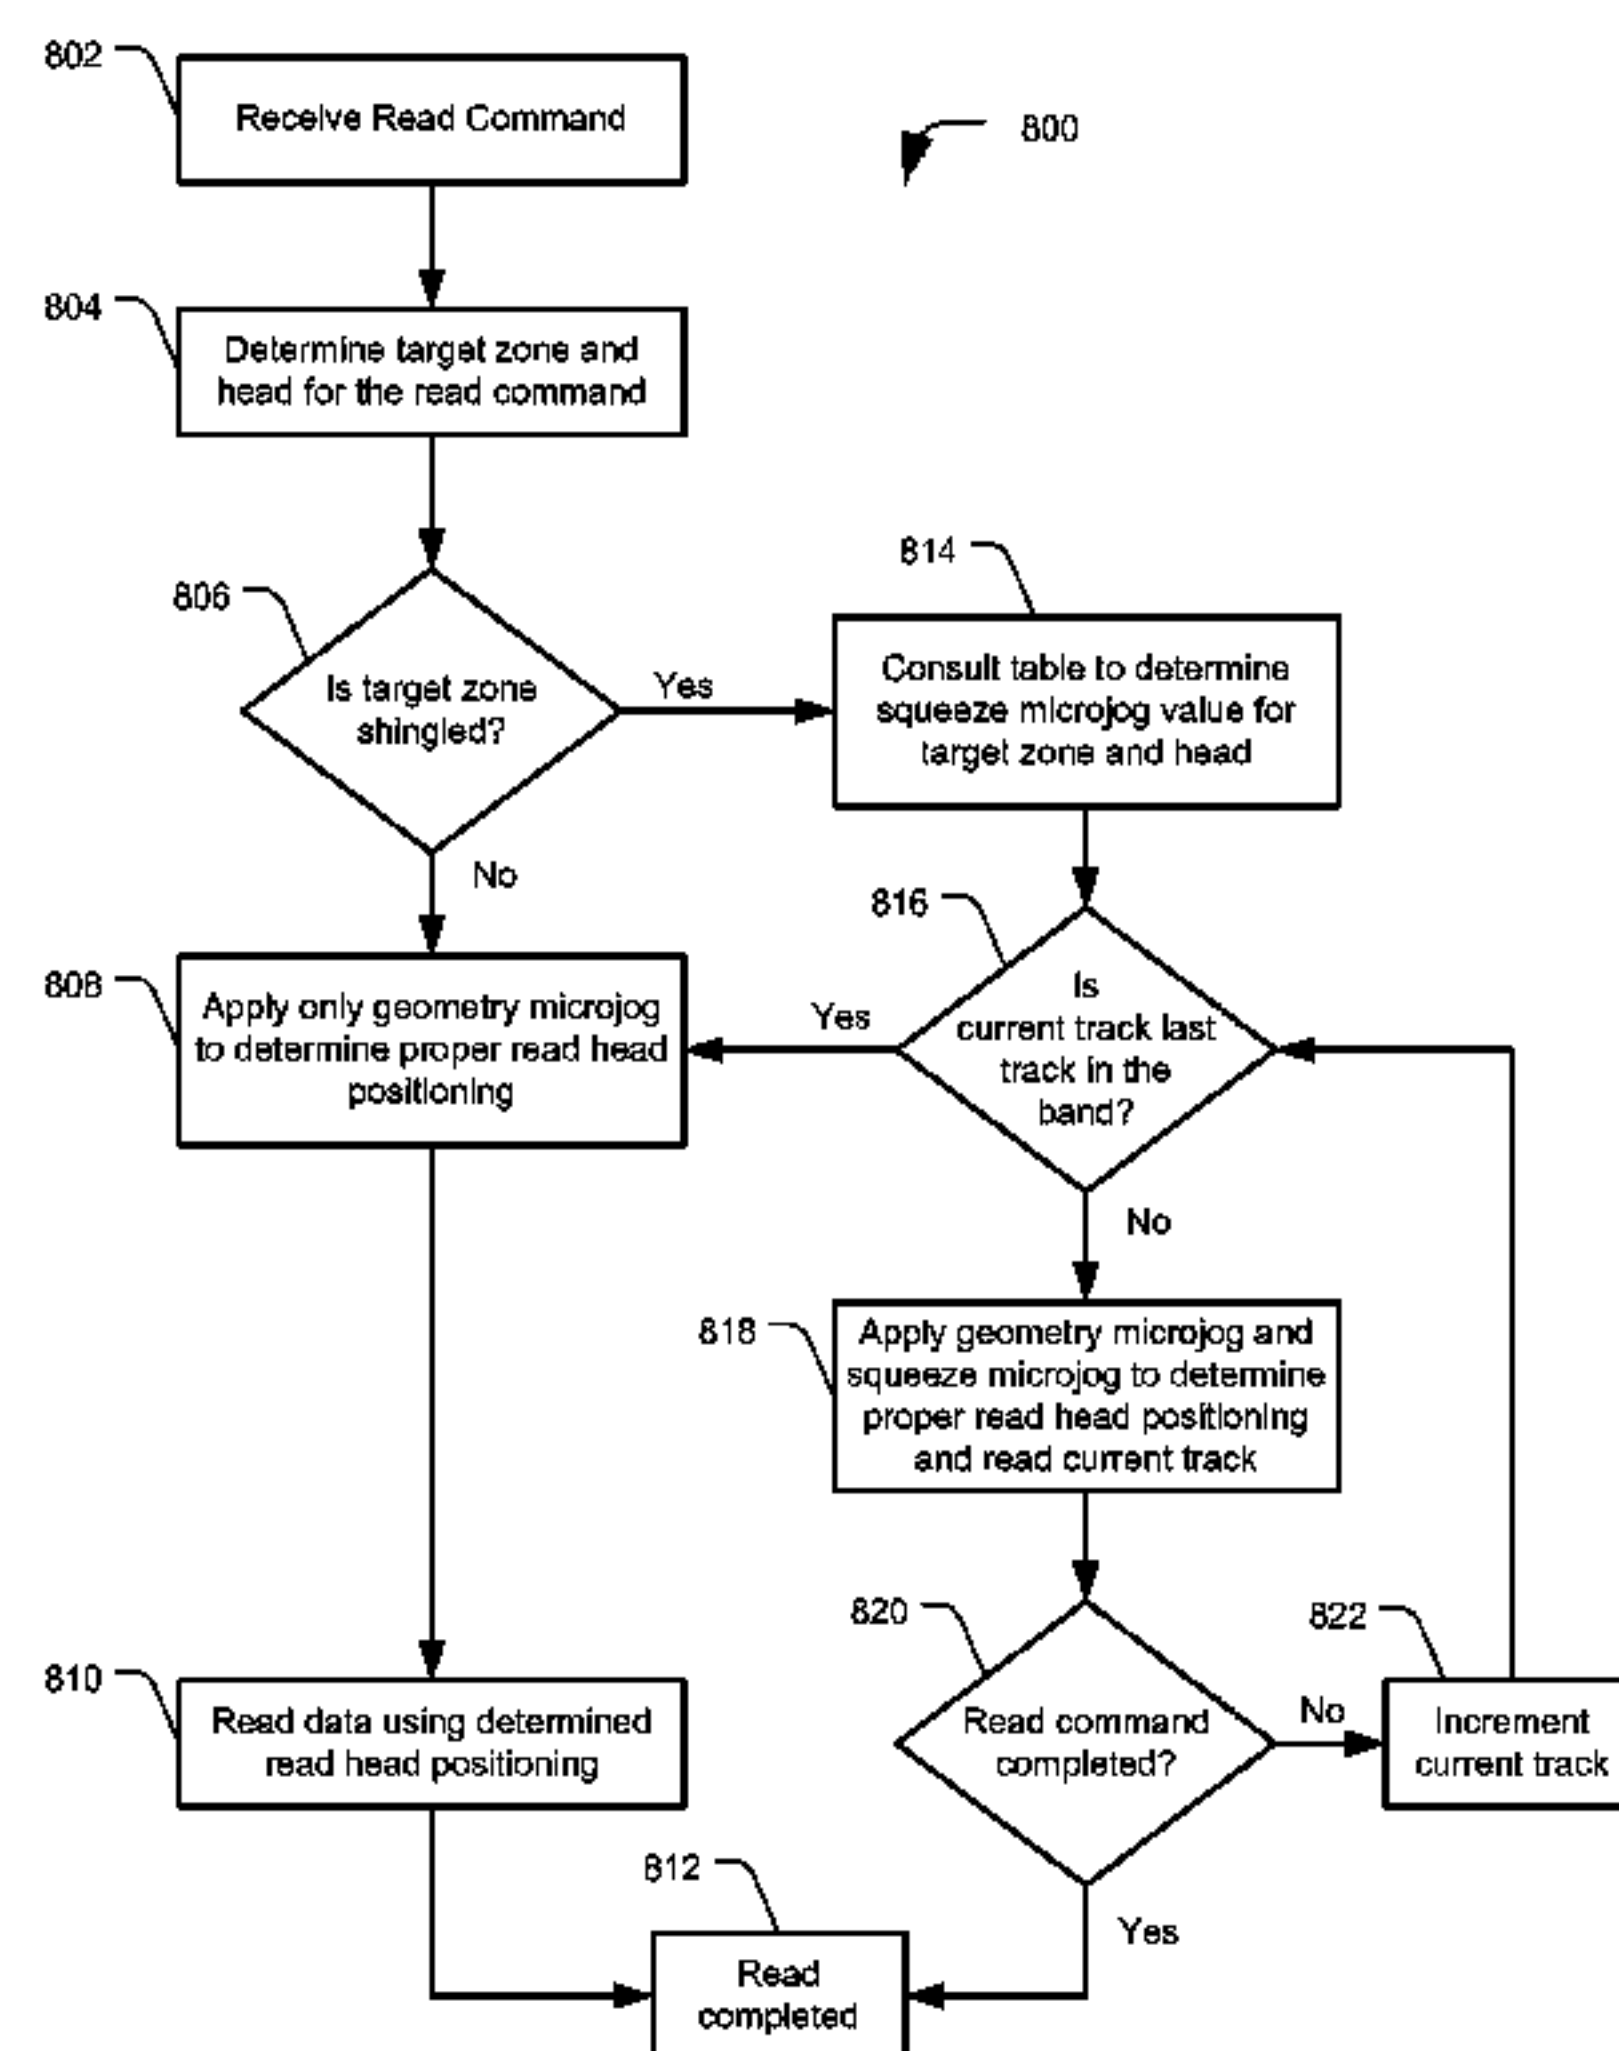 802
Receive Read Command
800
804
Determine target zone and
head for the read command
806
Is target zone
shingled?
Yes
No
814
Consult table to determine
squeeze microjog value for
target zone and head
816
Is
current track last
track in the
band?
Yes
No
808
Apply only geometry microjog
to determine proper read head
positioning
818
Apply geometry microjog and
squeeze microjog to determine
proper read head positioning
and read current track
820
Read command
completed?
No
Yes
822
Increment
current track
810
Read data using determined
read head positioning
812
Read
completed